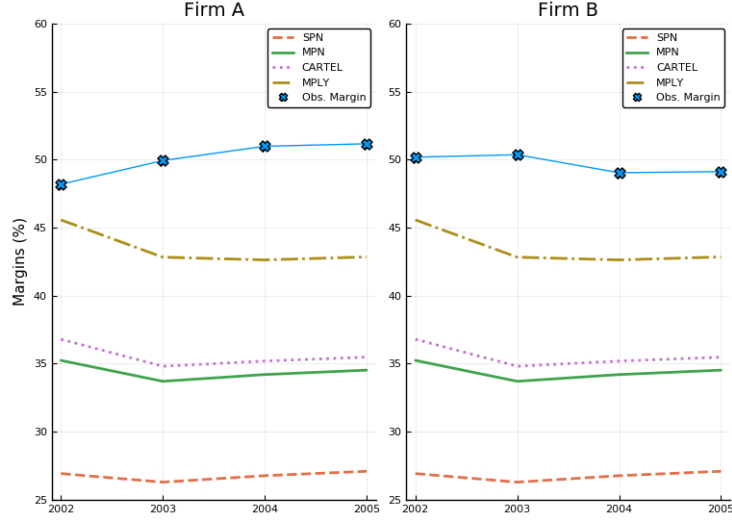 Firm A
Firm B
Margins (%)
60
55
50
45
40
35
30
25
2002
2003
2004
2005
SPN
MPN
CARTEL
MPLY
Obs. Margin
60
55
50
45
40
35
30
25
2002
2003
2004
2005
SPN
MPN
CARTEL
MPLY
Obs. Margin